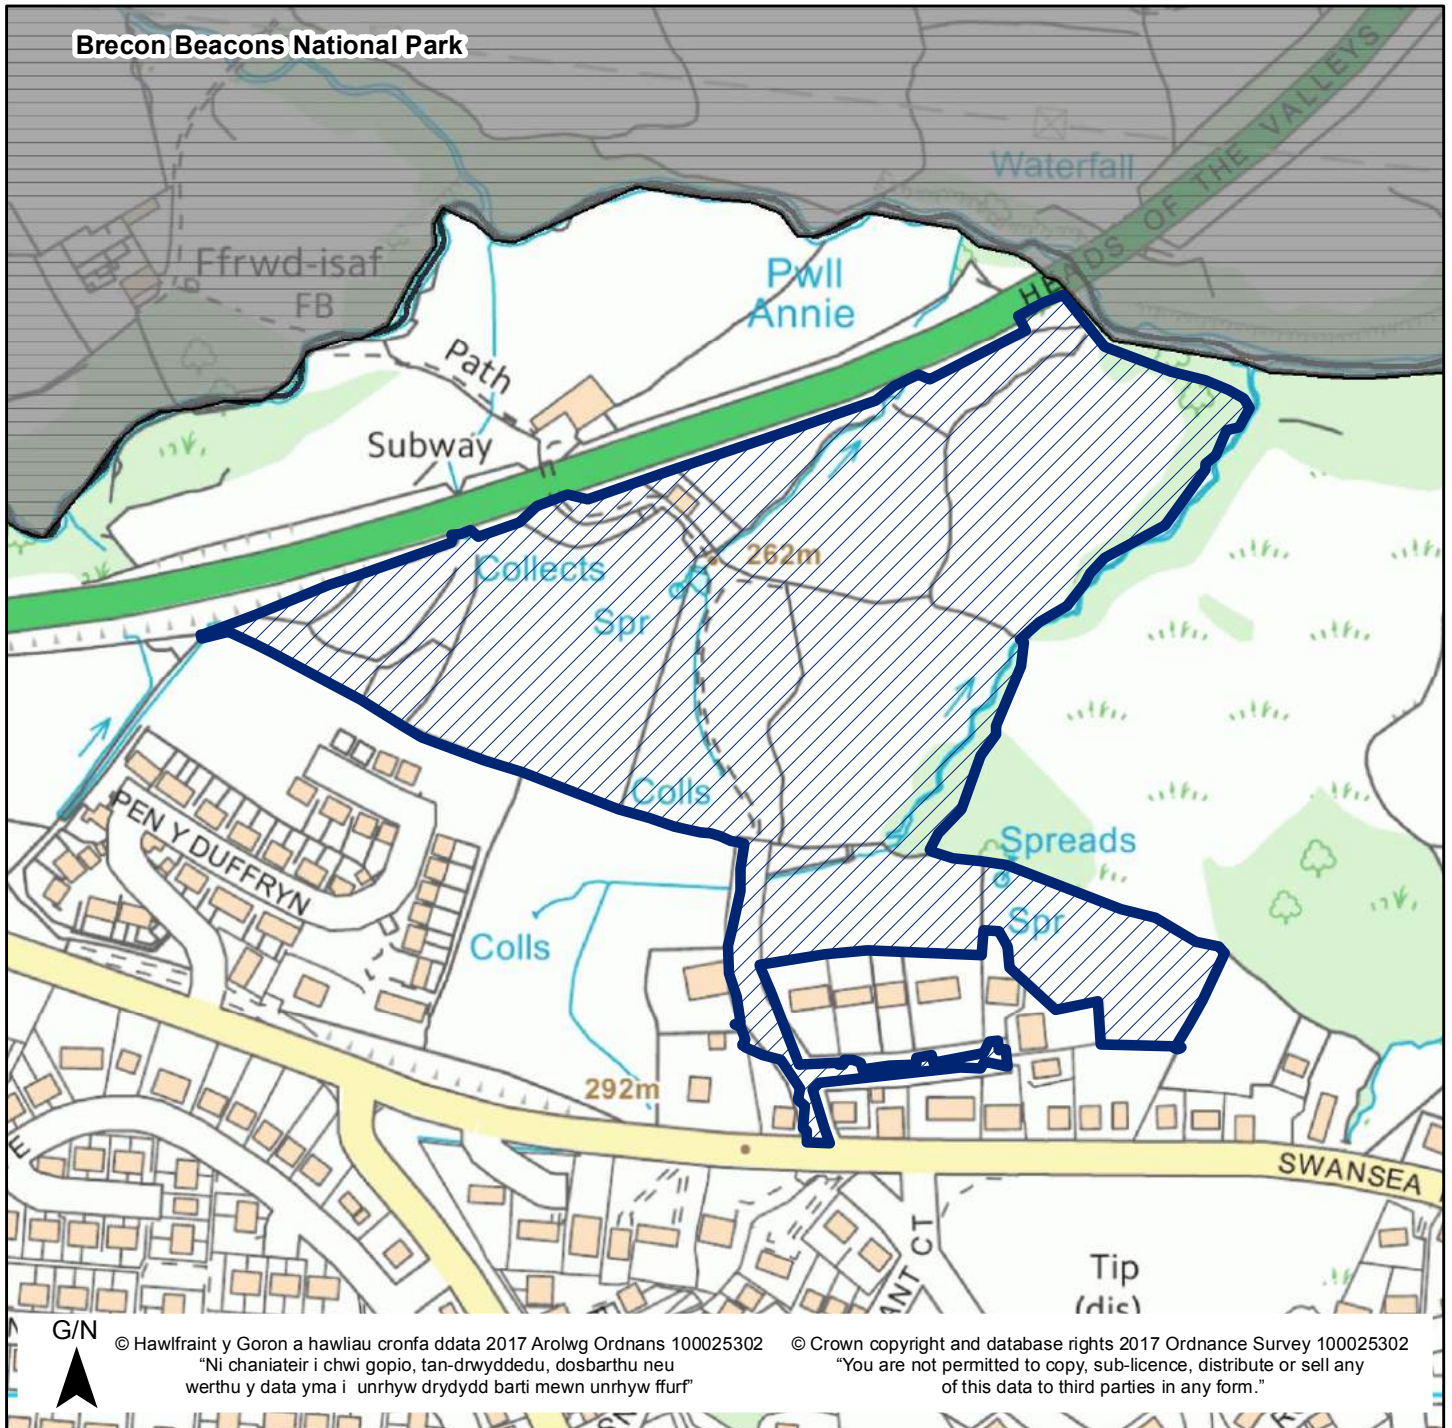 Brecon Beacons National Park
HEADS OF THE VALLEYS
Waterfall
Ffrwd-isaf
FB
Pwll
Annie
Path
Subway
Collects
262m
Spr
Colls
PEN Y DUFFRYN
Spreads
Spr
Colls
292m
SWANSEA
ANT CT
Tip
(dis)
G/N
© Hawlfraint y Goron a hawliau cronfa ddata 2017 Arolwg Ordnans 100025302
“Ni chaniateir i chwi gopio, tan-drwyddedu, dosbarthu neu
werthu y data yma i unrhyw drydydd barti mewn unrhyw ffurf”
© Crown copyright and database rights 2017 Ordnance Survey 100025302
“You are not permitted to copy, sub-licence, distribute or sell any
of this data to third parties in any form.”